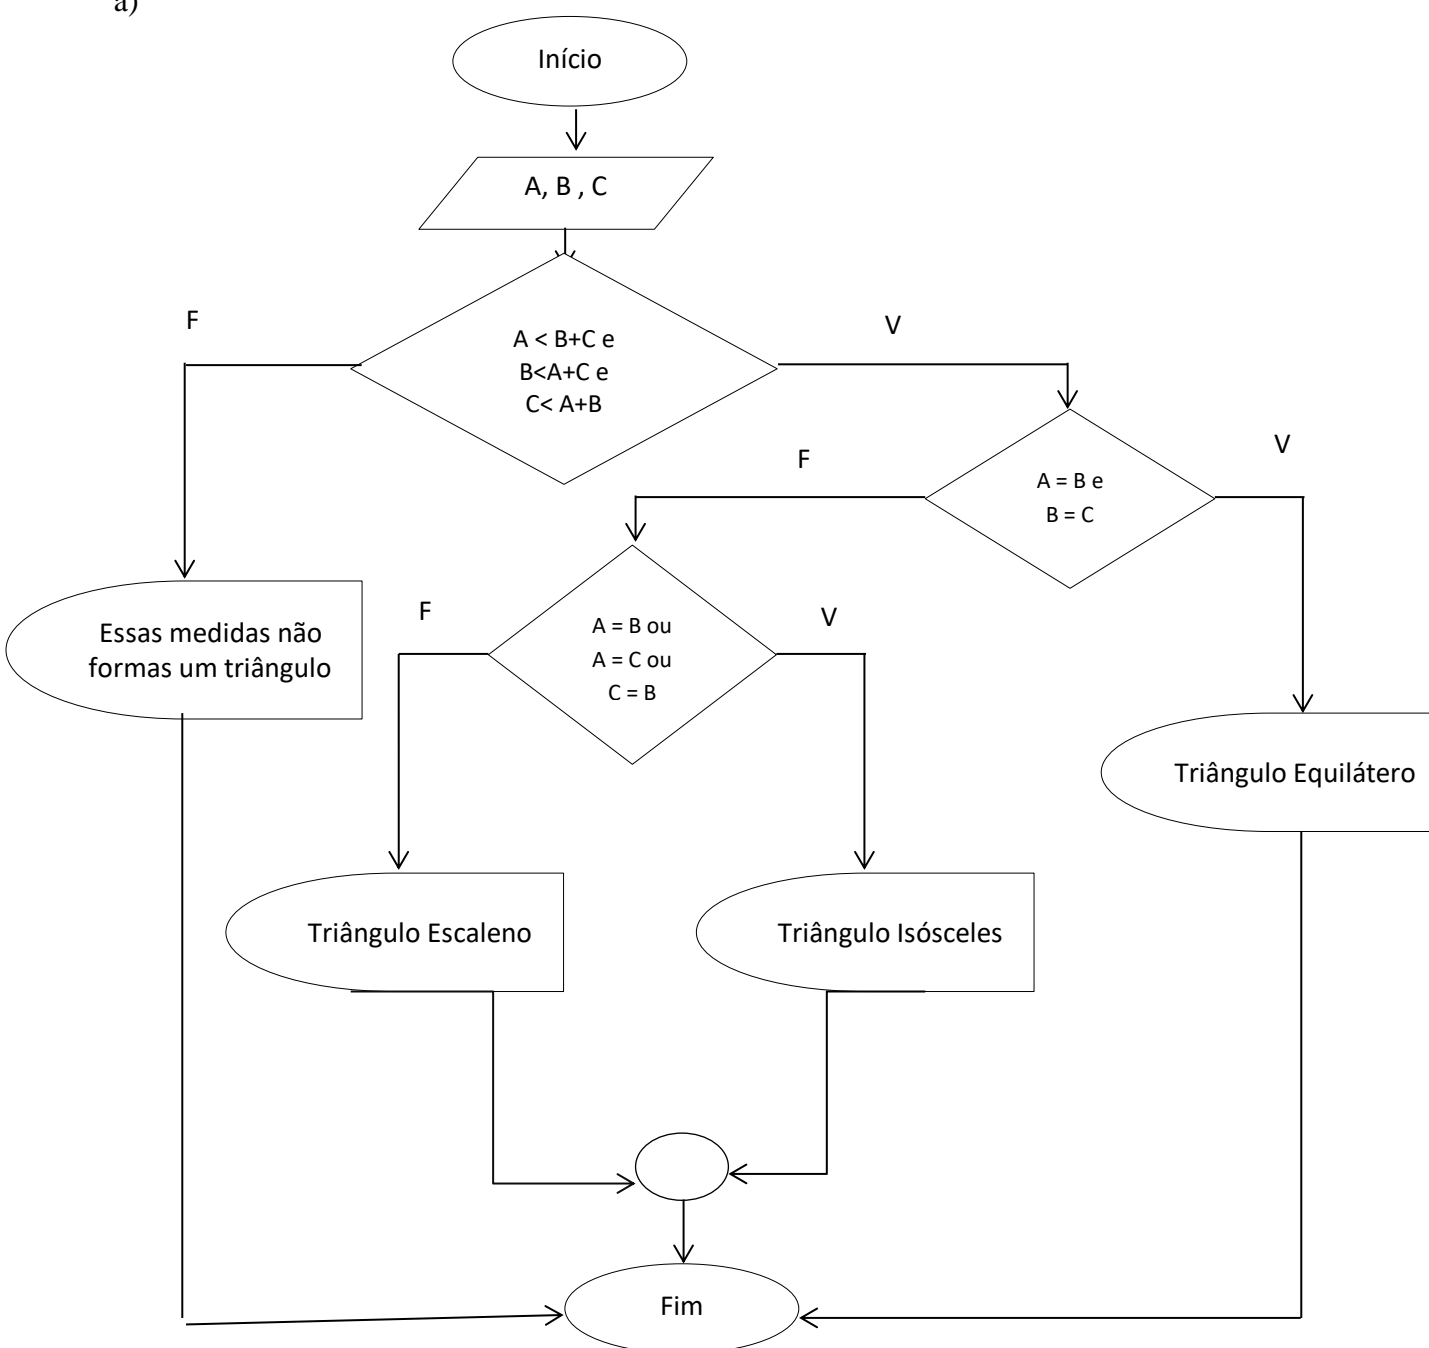 a)
Início
A, B , C
F
V
A < B+C e
B<A+C e
C< A+B
F
V
A = B e
B = C
F
V
A = B ou
A = C ou
C = B
Essas medidas não
formas um triângulo
Triângulo Equilátero
Triângulo Escaleno
Triângulo Isósceles
Fim